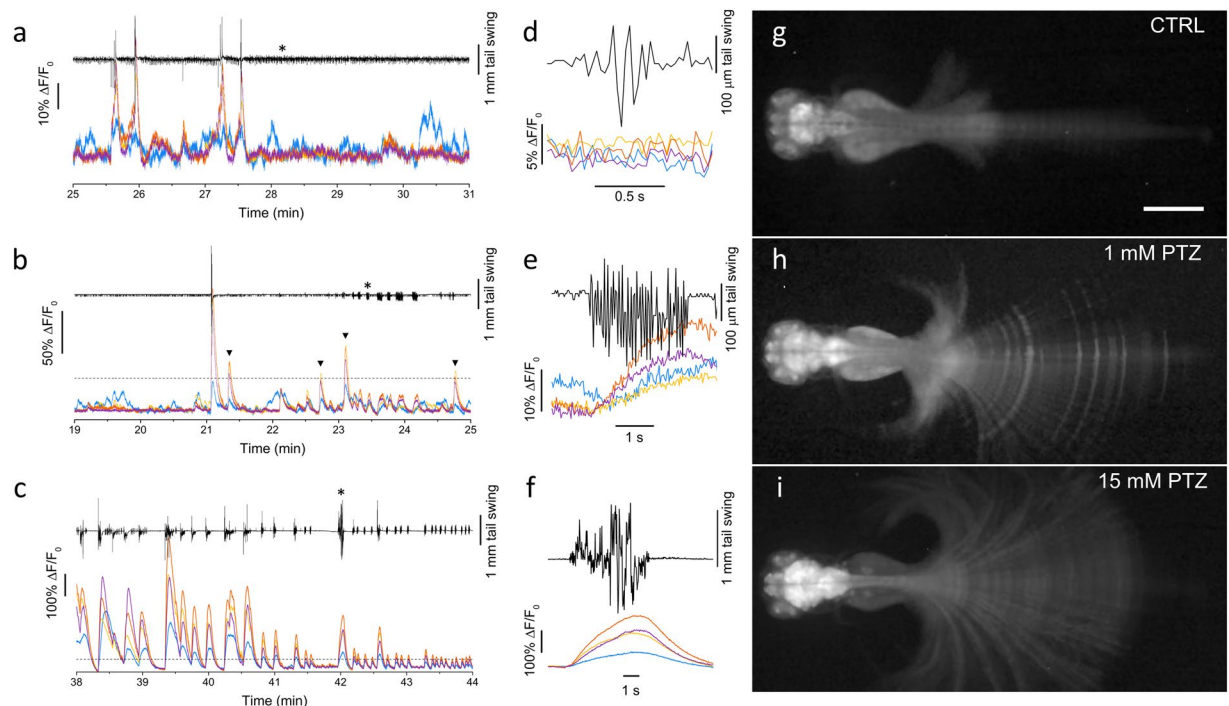 a
*
10% ΔF/F0
1 mm tail swing
25 26 27 28 29 30 31
Time (min)
b
*
50% ΔF/F0
1 mm tail swing
19 20 21 22 23 24 25
Time (min)
c
*
100% ΔF/F0
1 mm tail swing
38 39 40 41 42 43 44
Time (min)
d
100 μm tail swing
5% ΔF/F0
0.5 s
e
100 μm tail swing
10% ΔF/F0
1 s
f
1 mm tail swing
100% ΔF/F0
1 s
g
CTRL
h
1 mM PTZ
i
15 mM PTZ